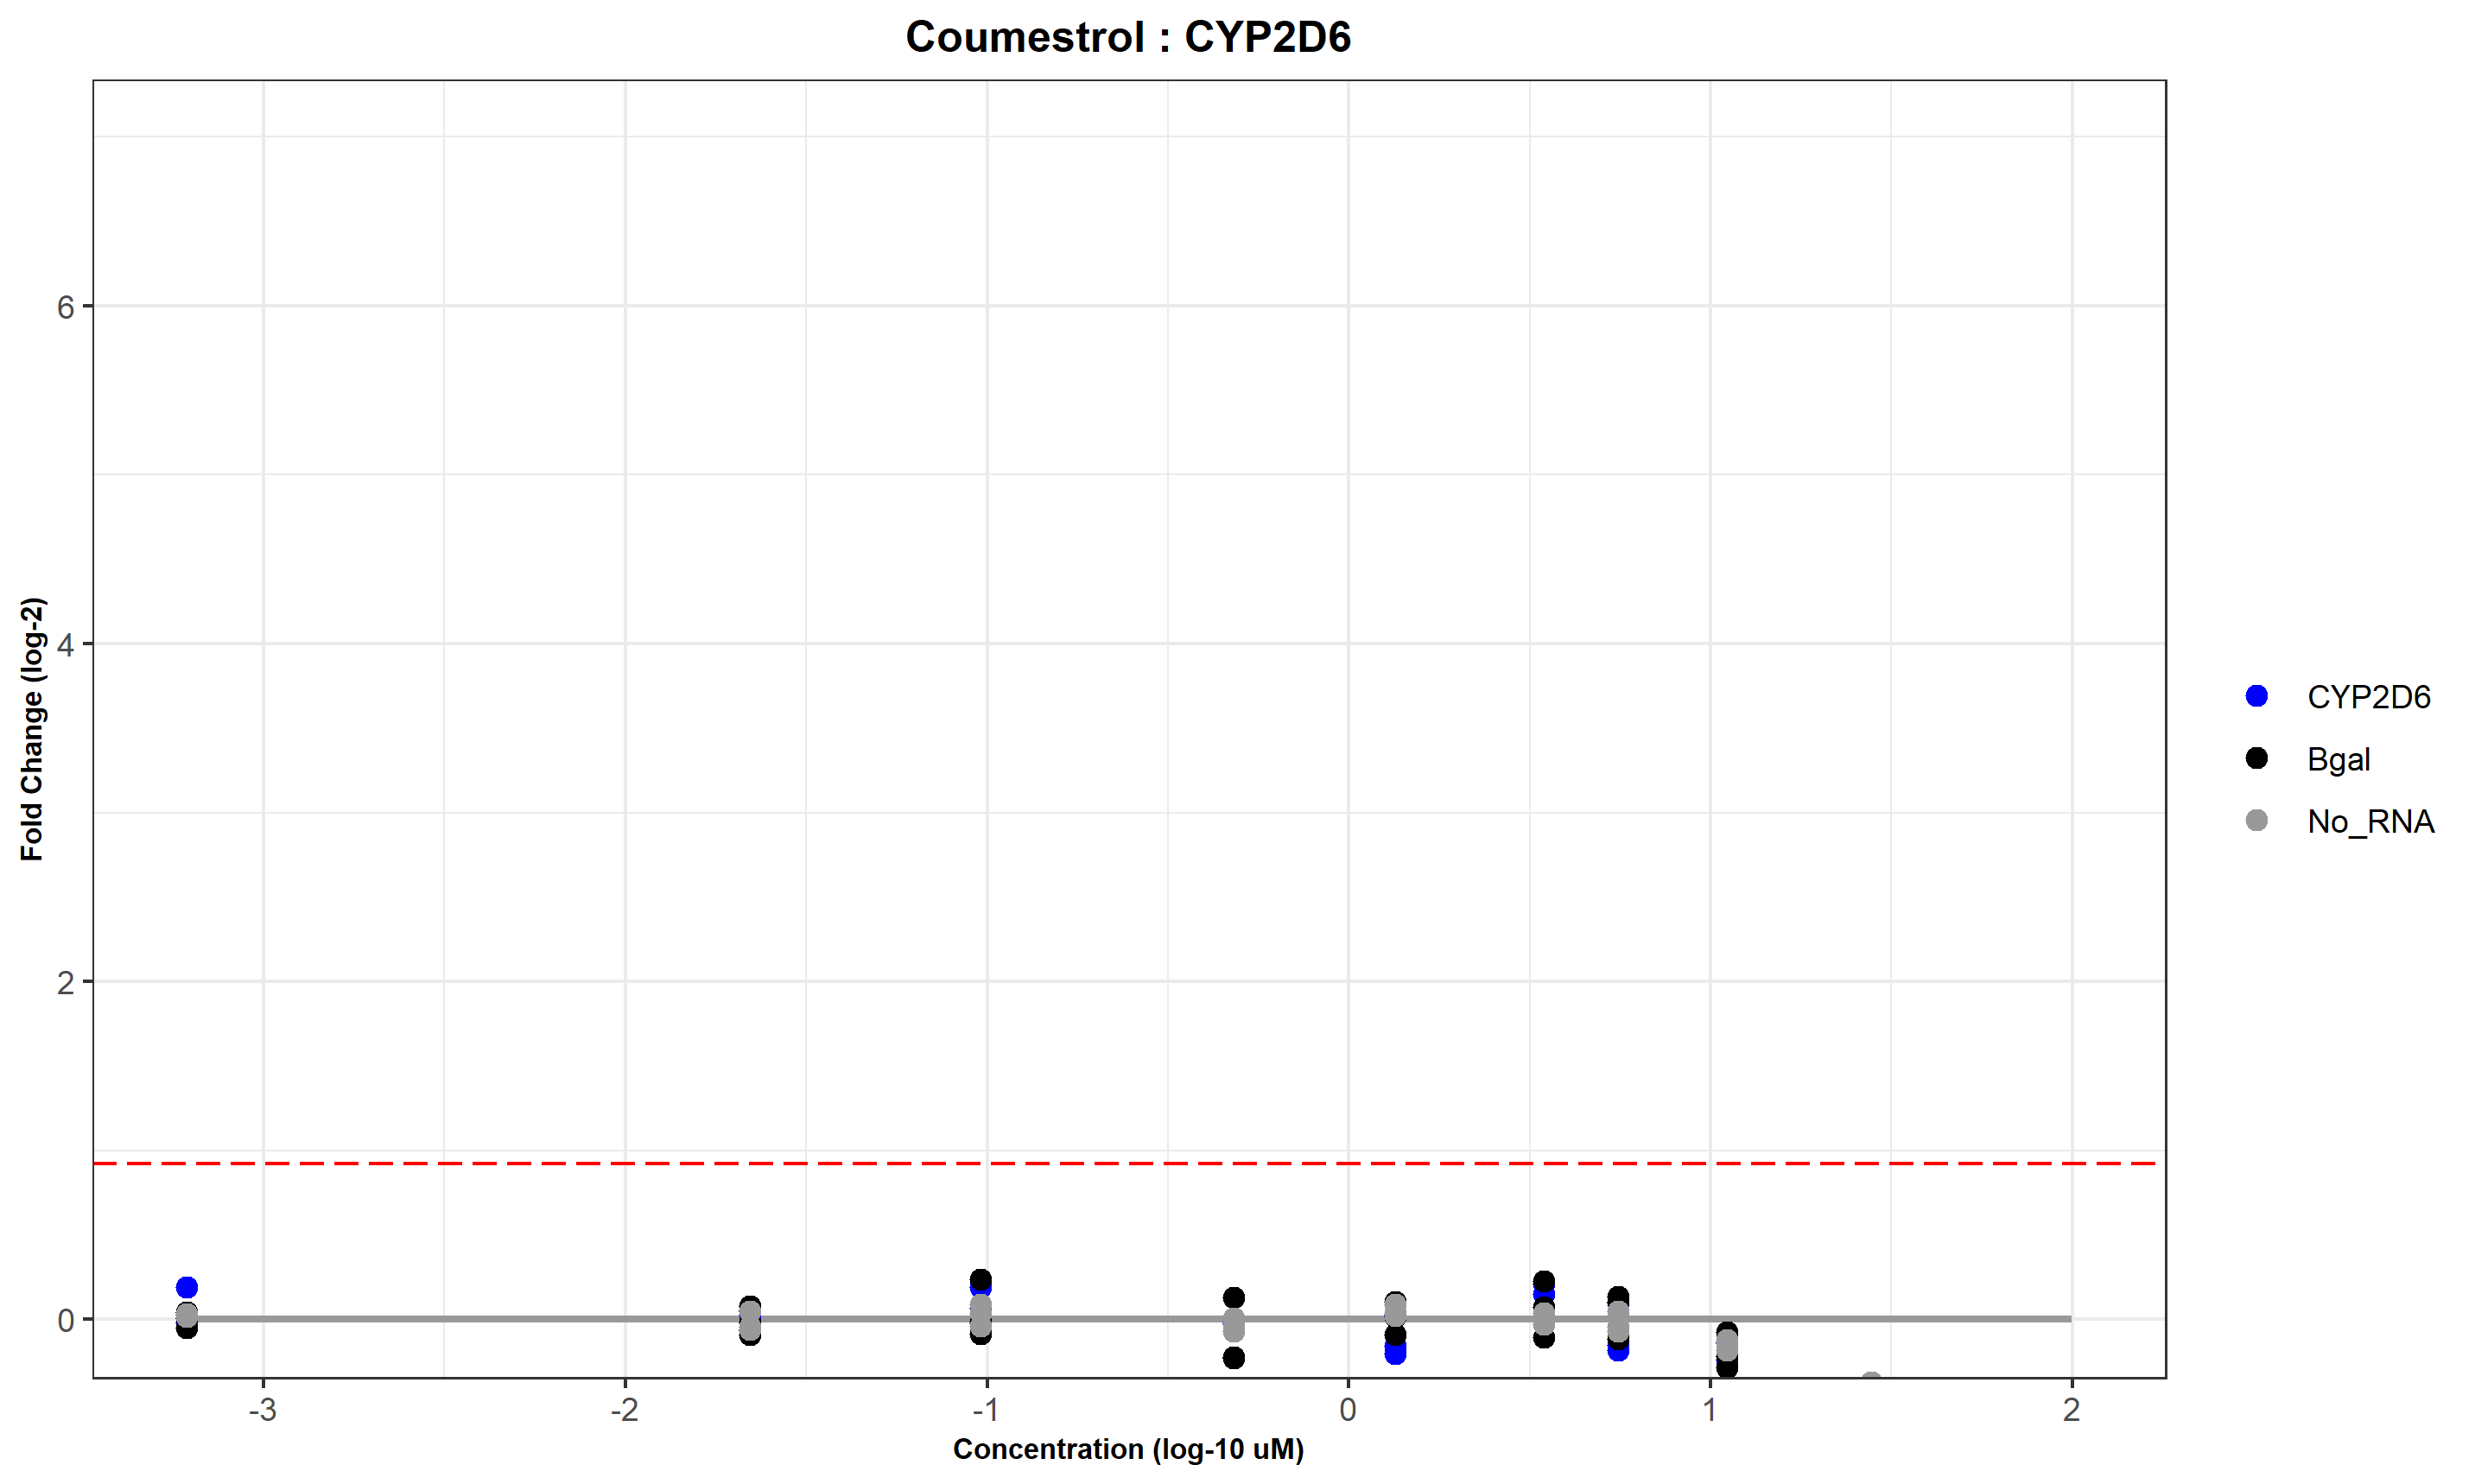 Coumestrol : CYP2D6
Fold Change (log-2)
6
4
2
0
-3
-2
-1
0
1
2
Concentration (log-10 uM)
CYP2D6
Bgal
No_RNA